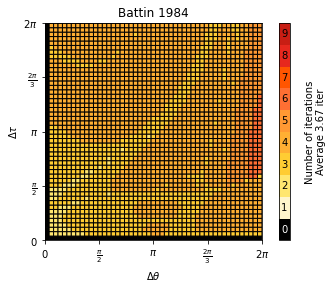 Battin 1984
2π
2π/3
π
π/2
0
Δτ
0
π/2
π
2π/3
2π
Δθ
9
8
7
6
5
4
3
2
1
0
Number of iterations
Average 3.67 iter